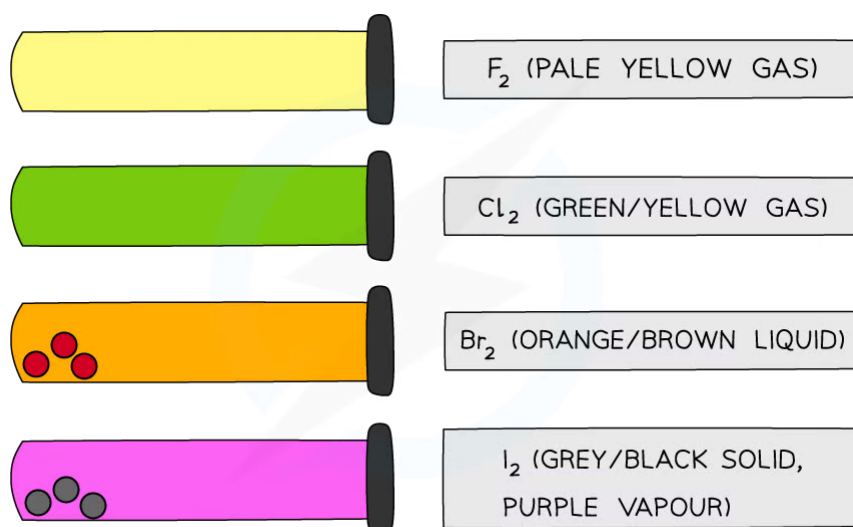 F₂ (PALE YELLOW GAS)
Cl₂ (GREEN/YELLOW GAS)
Br₂ (ORANGE/BROWN LIQUID)
I₂ (GREY/BLACK SOLID,
PURPLE VAPOUR)